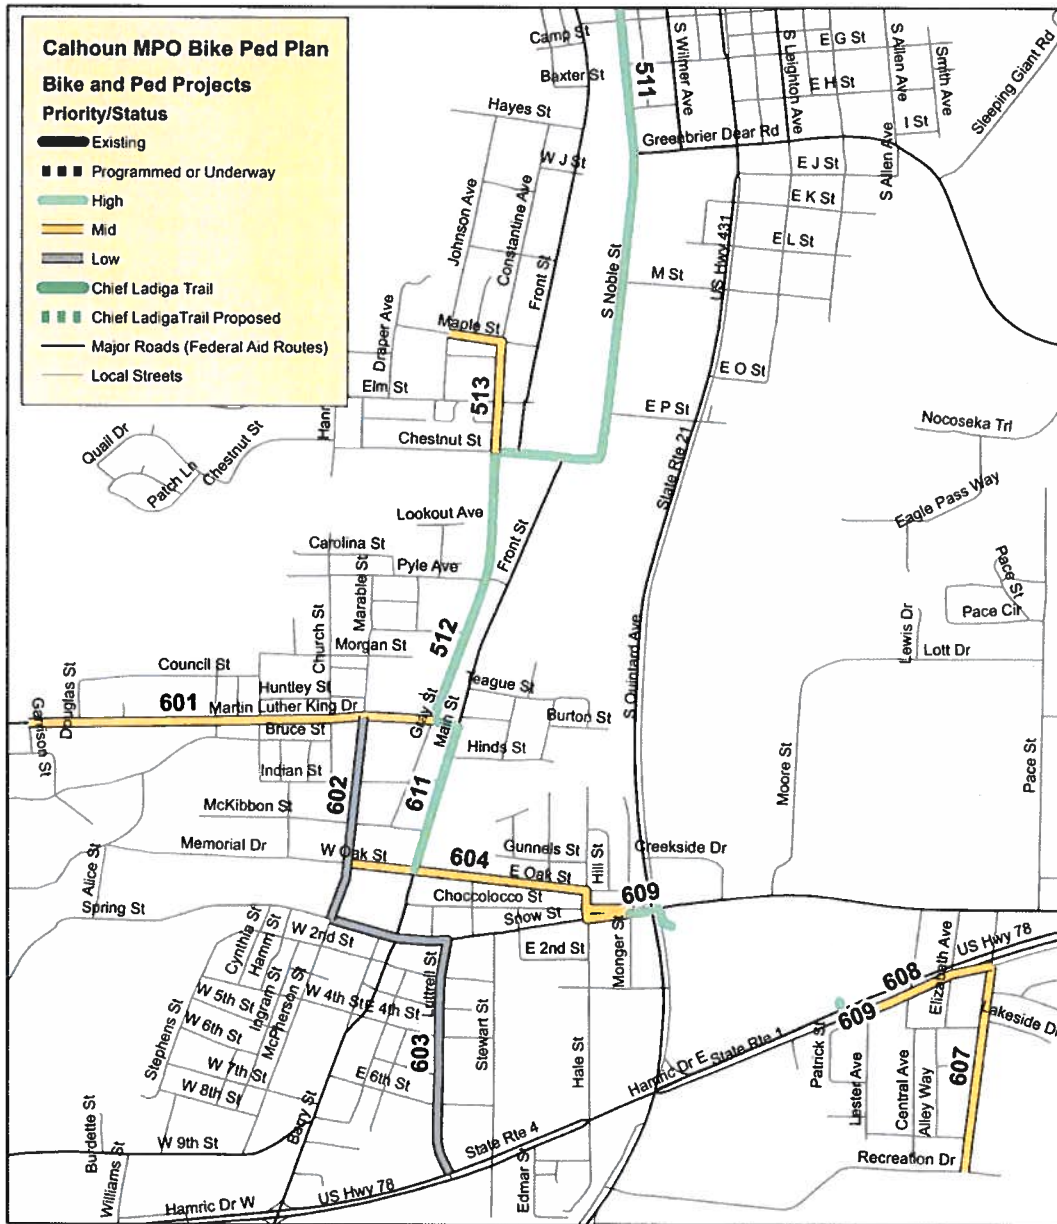 Calhoun MPO Bike Ped Plan
Bike and Ped Projects
Priority/Status
Existing
Programmed or Underway
High
Mid
Low
Chief Ladiga Trail
Chief LadigaTrail Proposed
Major Roads (Federal Aid Routes)
Local Streets
Camp St
Baxter St
511
S Wilmer Ave
S Leighton Ave
E G St
S Allen Ave
Smith Ave
Sleeping Giant Rd
E H St
I St
Hayes St
Greenbrier Dear Rd
W J St
E J St
S Allen Ave
E K St
Johnson Ave
Constantine Ave
E L St
US Hwy 431
M St
Front St
S Noble St
Draper Ave
Maple St
E O St
Elm St
513
E P St
Chestnut St
Nocoseka Trl
Quail Dr
Patch Ln
Chestnut St
State Rte 21
Eagle Pass Way
Lookout Ave
Front St
Carolina St
Pyle Ave
Marable St
Pace St
Pace Cir
Church St
Lewis Dr
Morgan St
512
Lott Dr
Council St
Douglas St
Huntley St
Teague St
S Quintard Ave
601
Martin Luther King Dr
Gray St
Main St
Burton St
Garrison St
Bruce St
Hinds St
Indian St
Moore St
Pace St
602
611
McKibbon St
Memorial Dr
W Oak St
604
Gunnels St
Hill St
Creekside Dr
Alice St
E Oak St
Choccolocco St
609
Spring St
Snow St
Cynthia St
Hamm St
W 2nd St
E 2nd St
Monger St
Elizabeth Ave
US Hwy 78
Luttrell St
W 5th St
Ingram St
McPherson St
W 4th St
E 4th St
608
609
Lakeside Dr
Stephens St
W 6th St
Stewart St
State Rte 1
Patrick St
603
W 7th St
E 6th St
Hale St
Hamric Dr E
Lester Ave
Central Ave
Alley Way
607
W 8th St
Burdette St
Barry St
W 9th St
State Rte 4
Recreation Dr
Williams St
Edmar St
US Hwy 78
Hamric Dr W